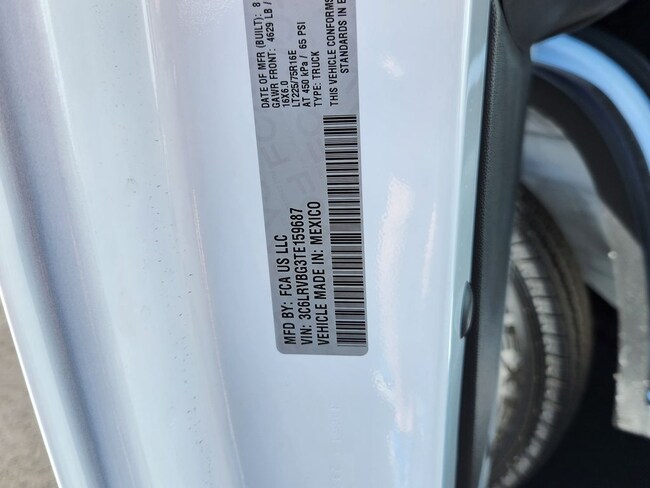 DATE OF MFR (BUILT): 8
GAWR FRONT: 4629 LB /
16X6.0
LT225/75R16E
AT 450 kPa / 65 PSI
TYPE: TRUCK
THIS VEHICLE CONFORMS
STANDARDS IN E
MFD BY: FCA US LLC
VIN: 3C6LRVBG3TE159687
VEHICLE MADE IN: MEXICO